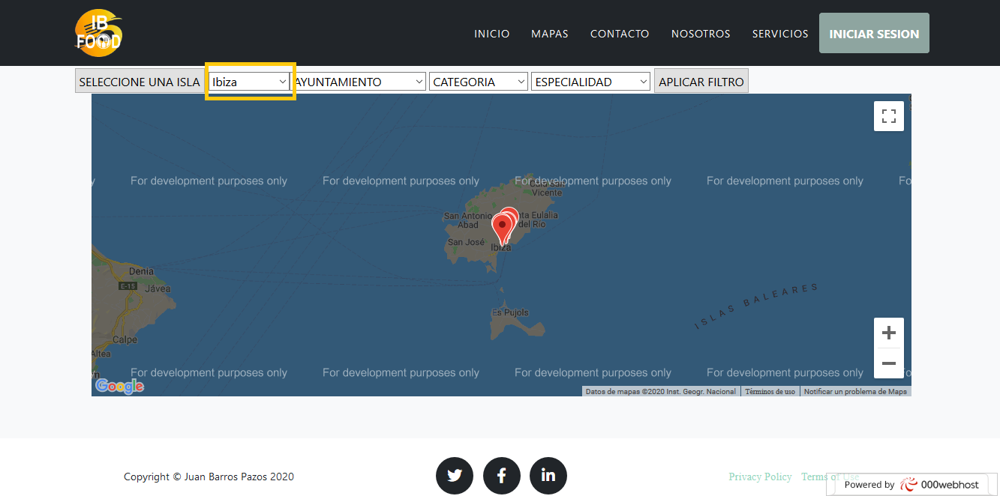 IB
FOOD
INICIO MAPAS CONTACTO NOSOTROS SERVICIOS INICIAR SESION
SELECCIONE UNA ISLA Ibiza AYUNTAMIENTO CATEGORIA ESPECIALIDAD APLICAR FILTRO
y For development purposes only For development purposes only For development purposes only For development purposes only Fo
Cala San
Vicente
San Antonio
Abad
nta Eulalia
del Río
San José
Ibiza
Denia
E-15
Jávea
ISLAS BALEARES
Es Pujols
Calpe
Altea
m
y For development purposes only For development purposes only For development purposes only For development purposes only Fo
Google
Datos de mapas ©2020 Inst. Geogr. Nacional Términos de uso Notificar un problema de Maps
Copyright © Juan Barros Pazos 2020
Privacy Policy Terms of Use
Powered by 000webhost